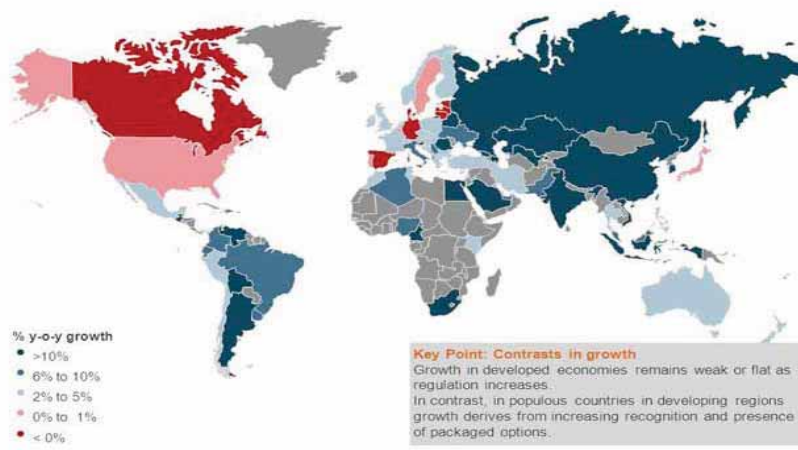 % y-o-y growth
>10%
6% to 10%
2% to 5%
0% to 1%
< 0%
Key Point: Contrasts in growth
Growth in developed economies remains weak or flat as
regulation increases.
In contrast, in populous countries in developing regions
growth derives from increasing recognition and presence
of packaged options.